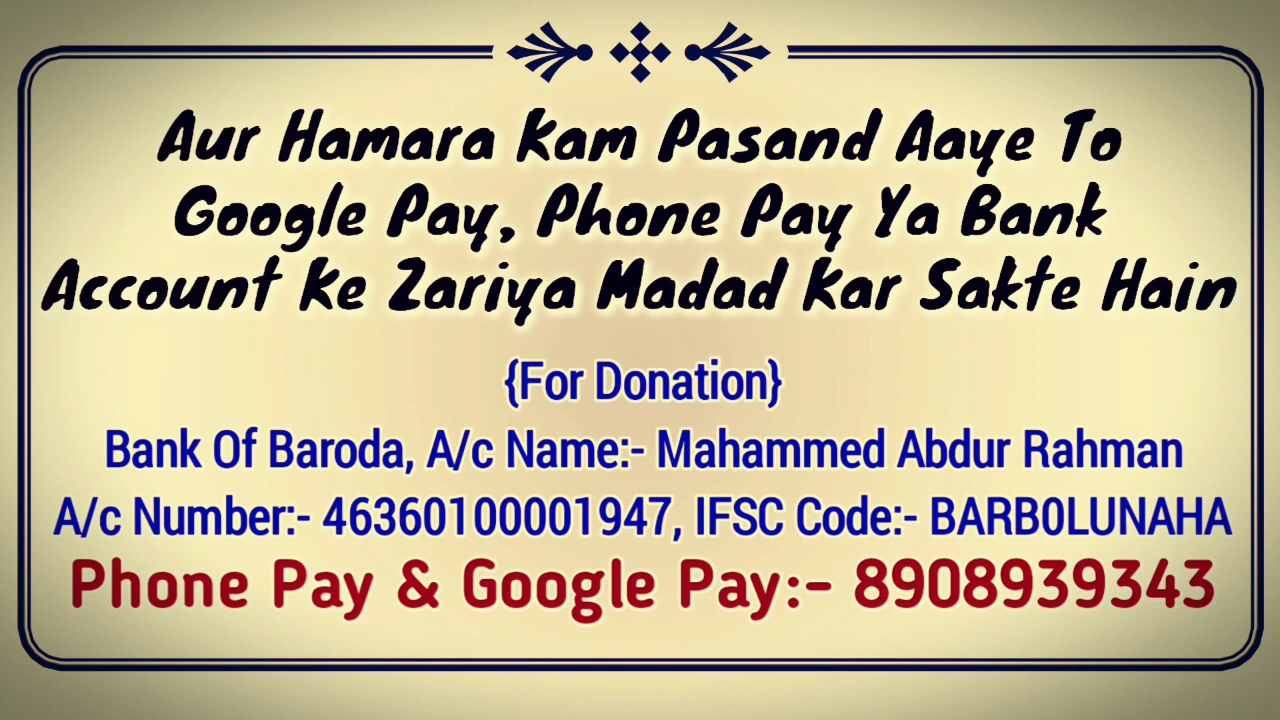 Aur Hamara Kam Pasand Aaye To
Google Pay, Phone Pay Ya Bank
Account Ke Zariya Madad Kar Sakte Hain
{For Donation}
Bank Of Baroda, A/c Name:- Mahammed Abdur Rahman
A/c Number:- 46360100001947, IFSC Code:- BARB0LUNAHA
Phone Pay & Google Pay:- 8908939343